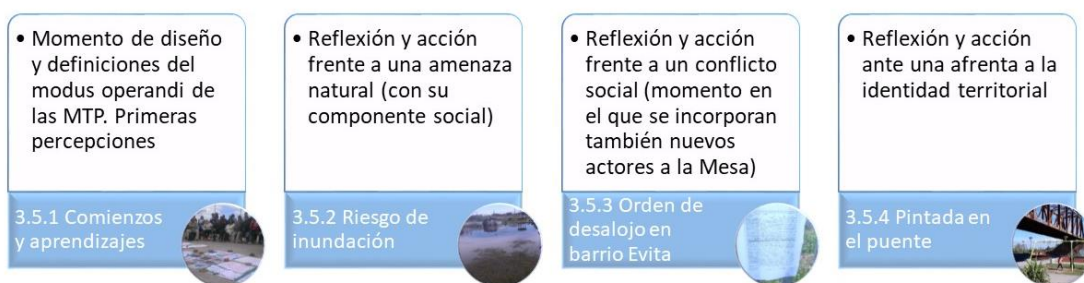 • Momento de diseño
y definiciones del
modus operandi de
las MTP. Primeras
percepciones
3.5.1 Comienzos
y aprendizajes
• Reflexión y acción
frente a una amenaza
natural (con su
componente social)
3.5.2 Riesgo de
inundación
• Reflexión y acción
frente a un conflicto
social (momento en
el que se incorporan
también nuevos
actores a la Mesa)
3.5.3 Orden de
desalojo en
barrio Evita
• Reflexión y acción
ante una afrenta a la
identidad territorial
3.5.4 Pintada en
el puente